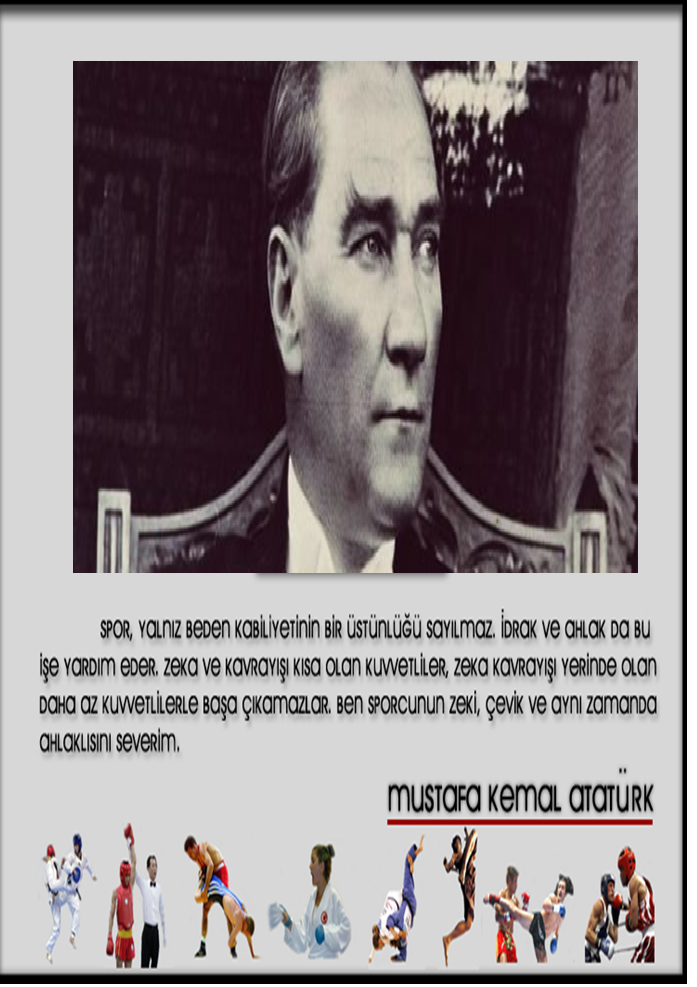 SPOR, YALNIZ BEDEN KABİLİYETİNİN BİR ÜSTÜNLÜĞÜ SAYILMAZ. İDRAK VE AHLAK DA BU
İŞE YARDIM EDER. ZEKA VE KAVRAYIŞI KISA OLAN KUVVETLİLER, ZEKA KAVRAYIŞI YERİNDE OLAN
DAHA AZ KUVVETLİLERLE BAŞA ÇIKAMAZLAR. BEN SPORCUNUN ZEKİ, ÇEVİK VE AYNI ZAMANDA
AHLAKLISINI SEVERİM.
MUSTAFA KEMAL ATATÜRK